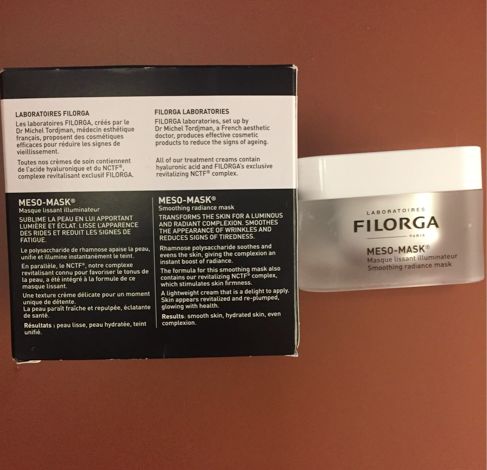 LABORATOIRES FILORGA
Les laboratoires FILORGA, créés par le
Dr Michel Tordjman, médecin esthétique
français, proposent des cosmétiques
efficaces pour réduire les signes de
vieillissement.
Toutes nos crèmes de soin contiennent
de l'acide hyaluronique et du NCTF®,
complexe revitalisant exclusif FILORGA.
FILORGA LABORATORIES
FILORGA laboratories, set up by
Dr Michel Tordjman, a French aesthetic
doctor, produces effective cosmetic
products to reduce the signs of ageing.
All of our treatment creams contain
hyaluronic acid and FILORGA's exclusive
revitalizing NCTF® complex.
MESO-MASK®
Masque lissant illuminateur
SUBLIME LA PEAU EN LUI APPORTANT
LUMIÈRE ET ÉCLAT. LISSE L'APPARENCE
DES RIDES ET RÉDUIT LES SIGNES DE
FATIGUE.
Le polysaccharide de rhamnose apaise la peau,
unifie et illumine instantanément le teint.
En parallèle, le NCTF®, notre complexe
revitalisant connu pour favoriser le tonus de
la peau, a été intégré à la formule de ce
masque lissant.
Une texture crème délicate pour un moment
unique de détente.
La peau paraît fraîche et repulpée, éclatante
de santé.
Résultats : peau lisse, peau hydratée, teint
unifié.
MESO-MASK®
Smoothing radiance mask
TRANSFORMS THE SKIN FOR A LUMINOUS
AND RADIANT COMPLEXION. SMOOTHES
THE APPEARANCE OF WRINKLES AND
REDUCES SIGNS OF TIREDNESS.
Rhamnose polysaccharide soothes and
evens the skin, giving the complexion an
instant boost of radiance.
The formula for this smoothing mask also
contains our revitalizing NCTF® complex,
which stimulates skin firmness.
A lightweight cream that is a delight to apply.
Skin appears revitalized and re-plumped,
glowing with health.
Results: smooth skin, hydrated skin, even
complexion.
LABORATOIRES
FILORGA
PARIS
MESO-MASK®
Masque lissant illuminateur
Smoothing radiance mask